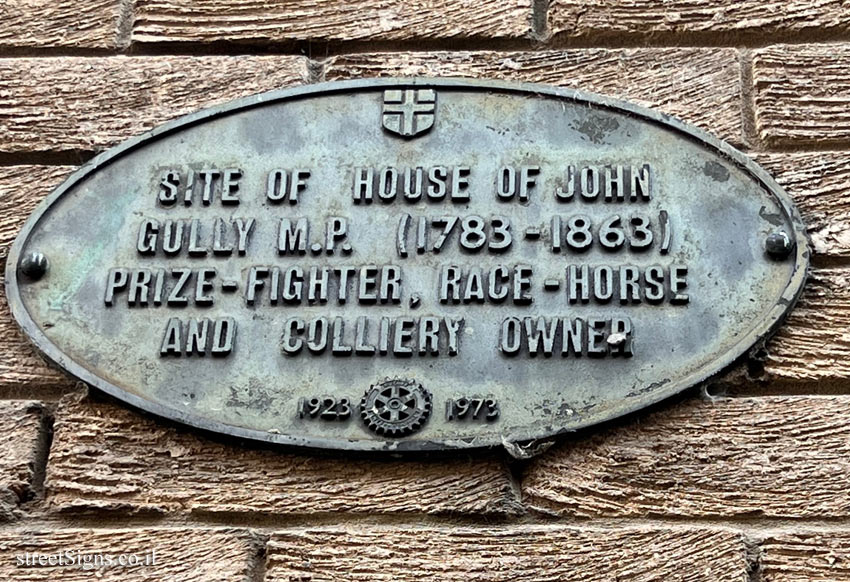 SITE OF HOUSE OF JOHN
GULLY M.P. (1783-1863)
PRIZE-FIGHTER, RACE-HORSE
AND COLLIERY OWNER
1923 1973
streetSigns.co.il